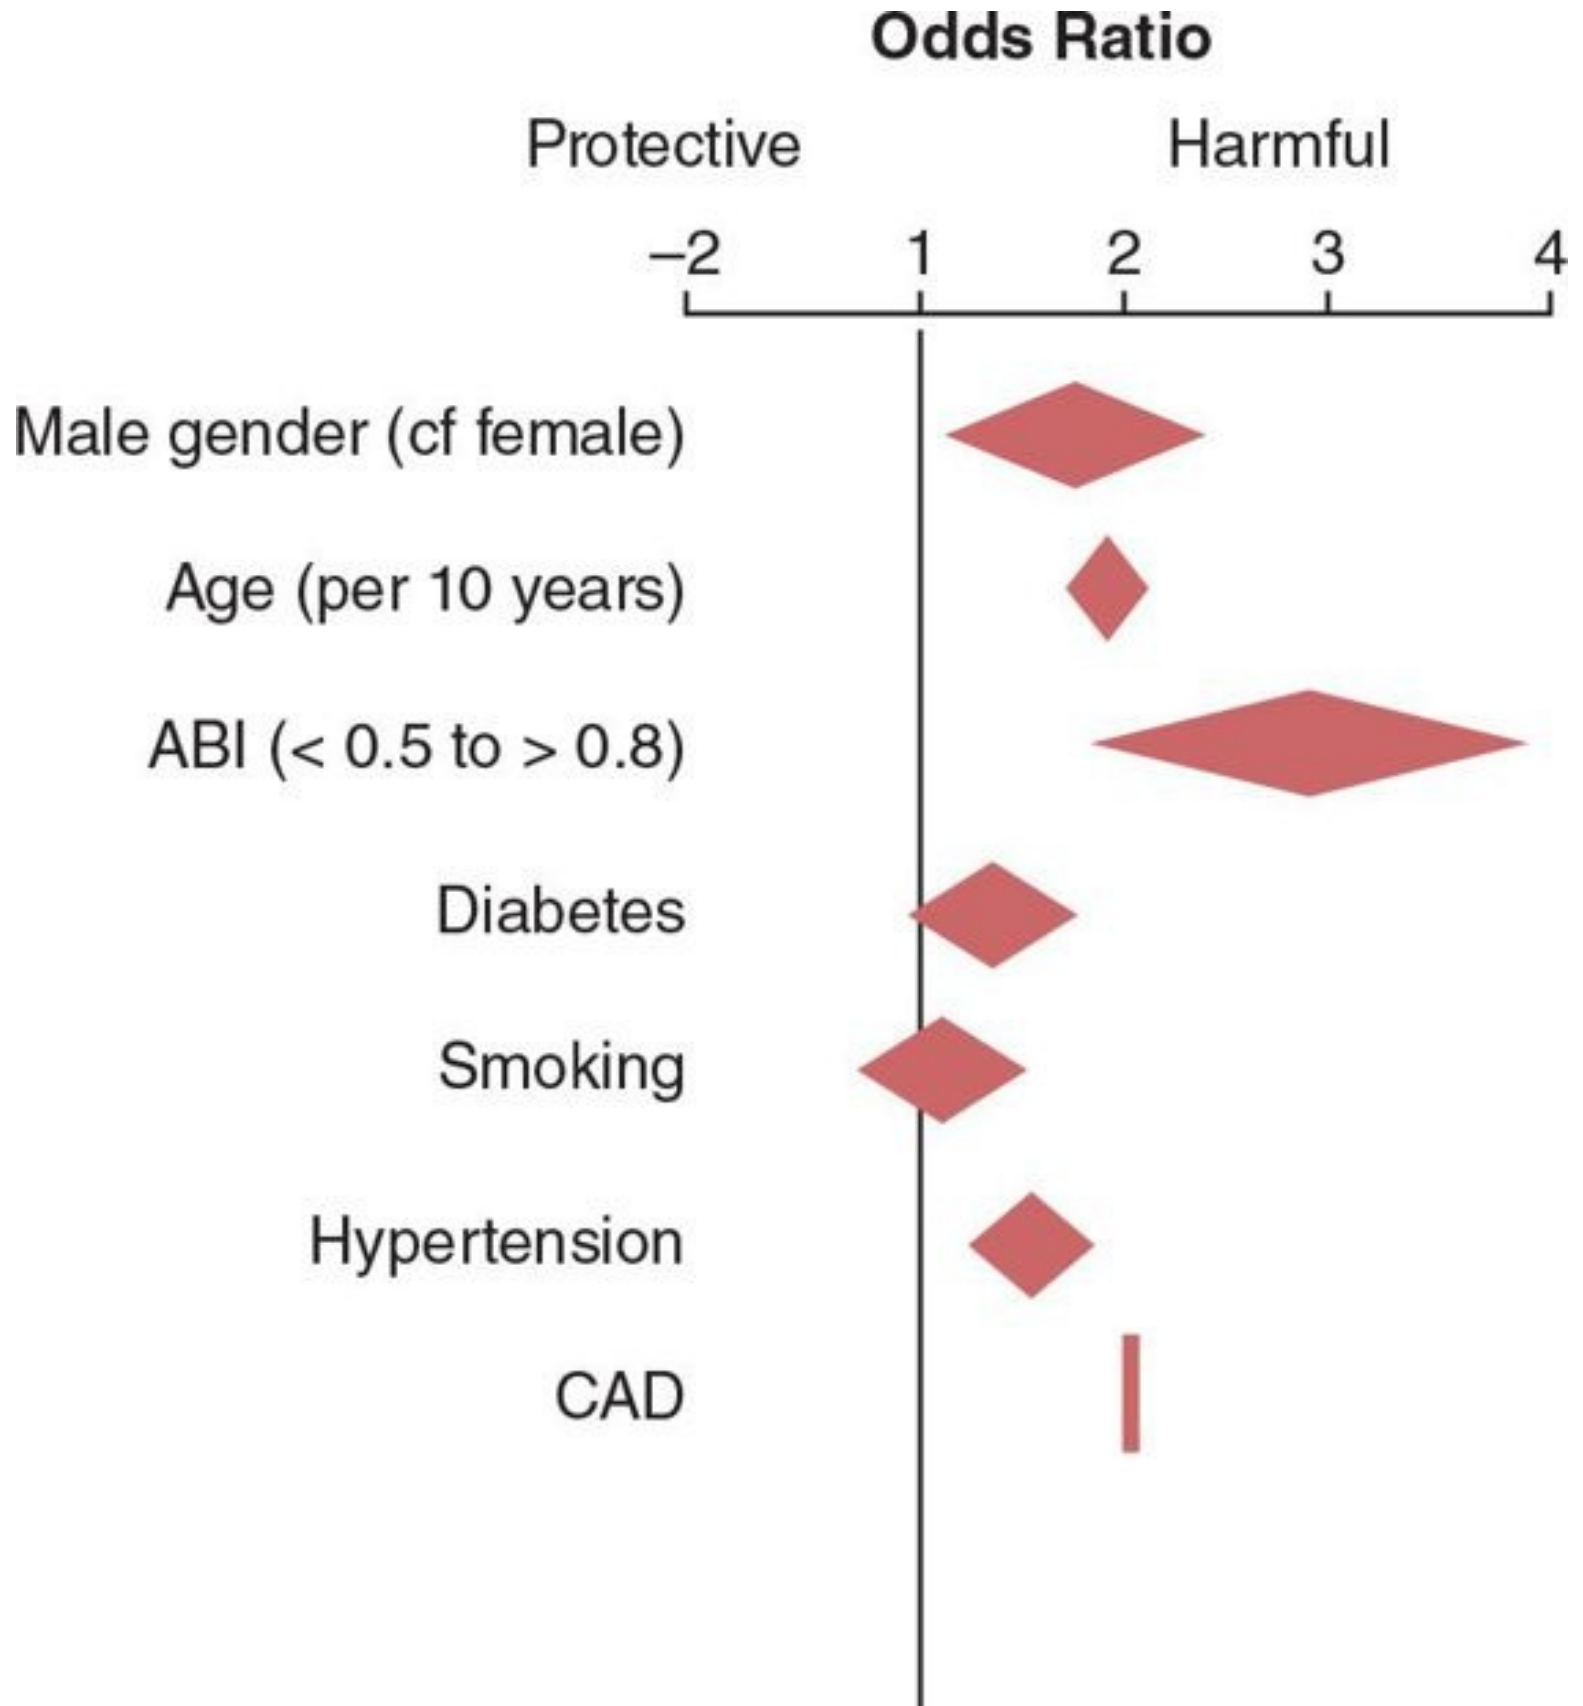 Odds Ratio
Protective Harmful
–2 1 2 3 4
Male gender (cf female)
Age (per 10 years)
ABI (< 0.5 to > 0.8)
Diabetes
Smoking
Hypertension
CAD